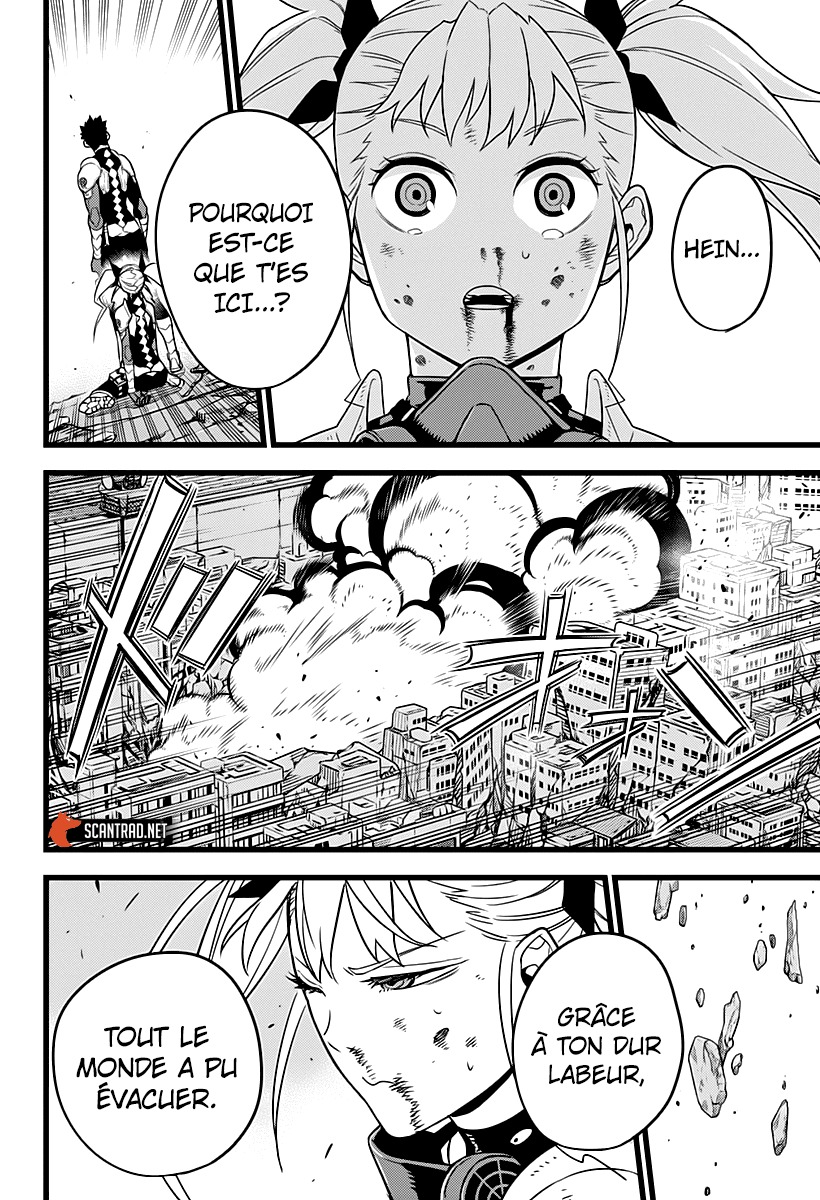 HEIN...
POURQUOI
EST-CE
QUE T'ES
ICI...?
SCANTRAD.NET
GRÂCE
À TON DUR
LABEUR,
TOUT LE
MONDE A PU
ÉVACUER.